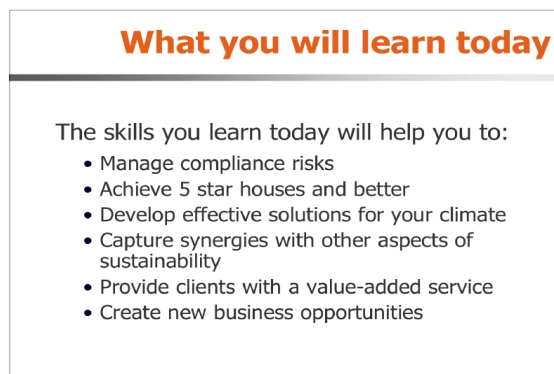 What you will learn today
The skills you learn today will help you to:
• Manage compliance risks
• Achieve 5 star houses and better
• Develop effective solutions for your climate
• Capture synergies with other aspects of
sustainability
• Provide clients with a value-added service
• Create new business opportunities